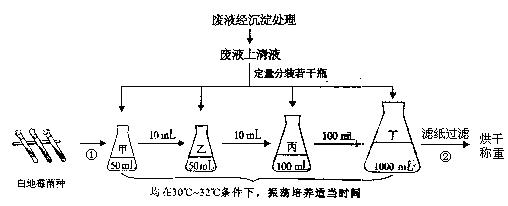 废液经沉淀处理
废液上清液
定量分装若干瓶
① 甲 10 mL 乙 10 mL 丙 100 mL 丁 滤纸过滤 ② 烘干称重
50 mL 50 mL 100 mL 1000 mL
白地霉菌种
均在30℃~32℃条件下，振荡培养适当时间